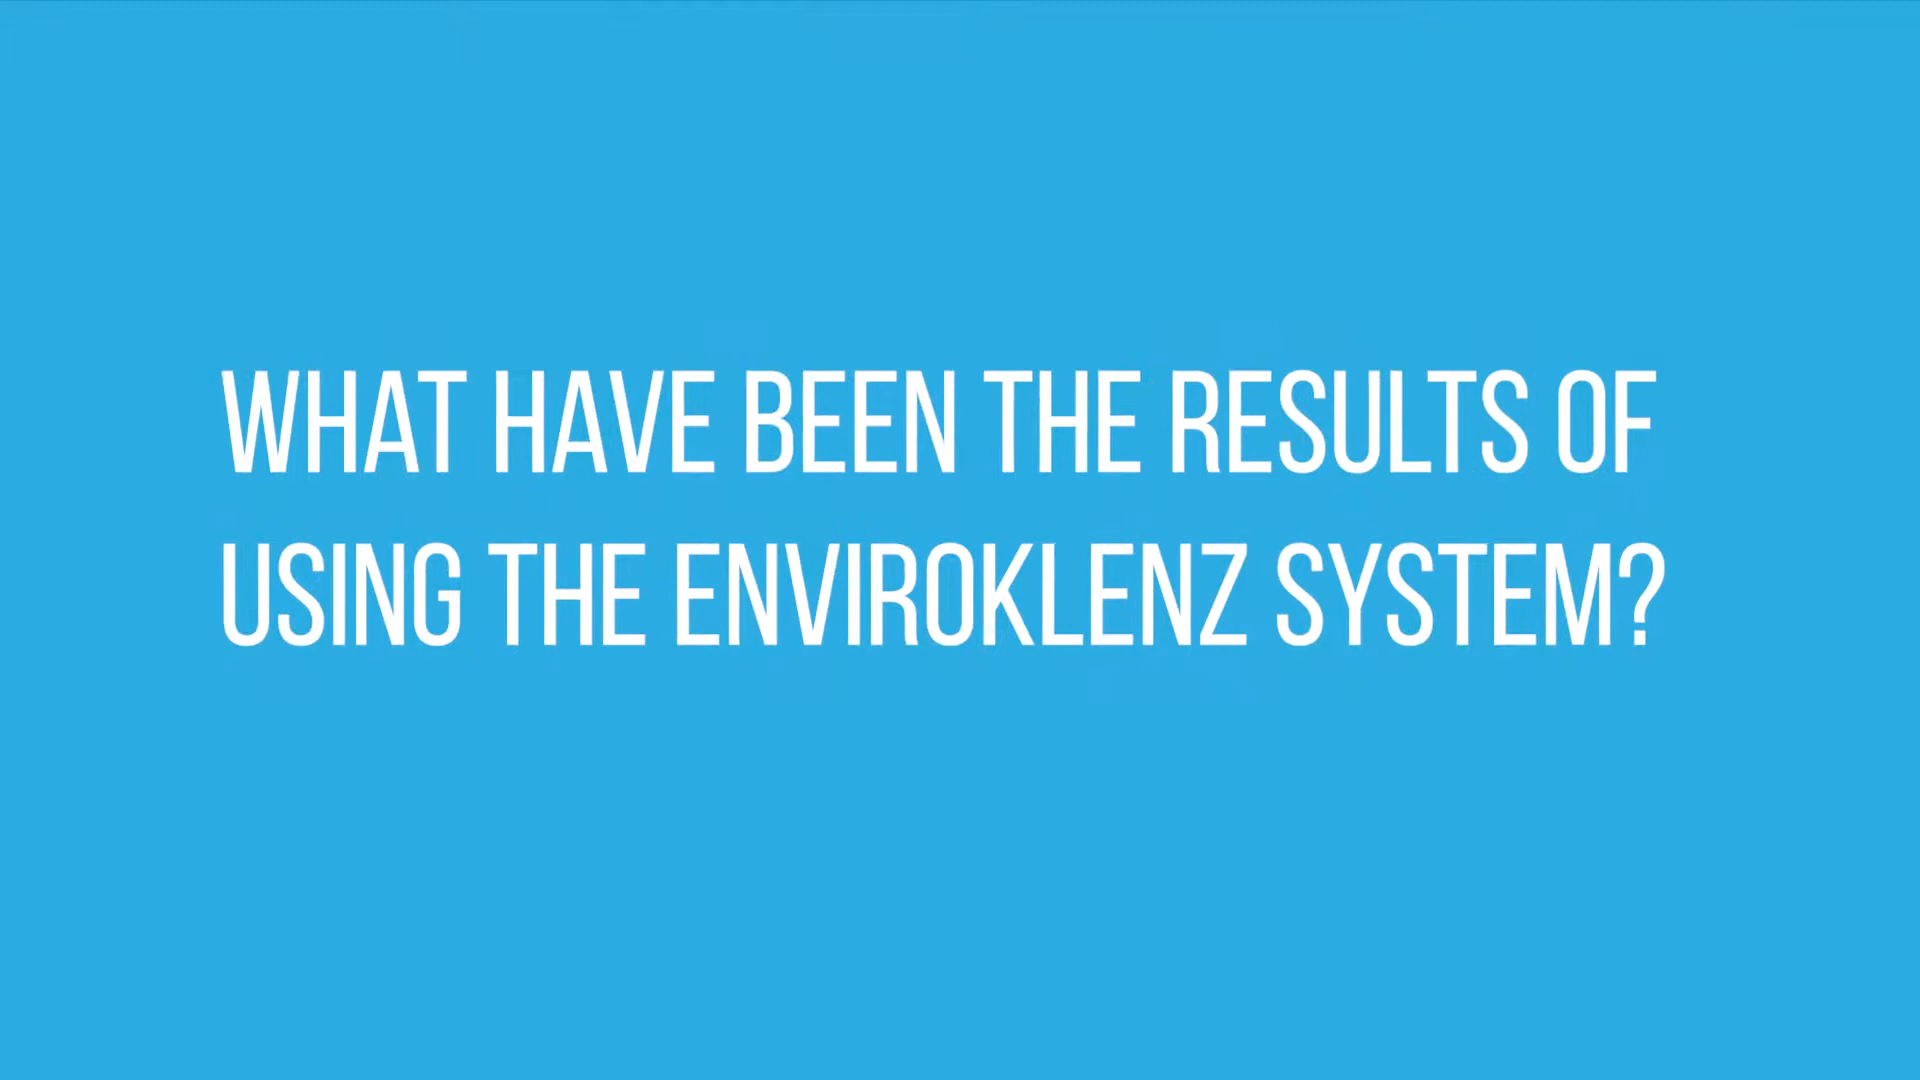 WHAT HAVE BEEN THE RESULTS OF
USING THE ENVIROKLENZ SYSTEM?